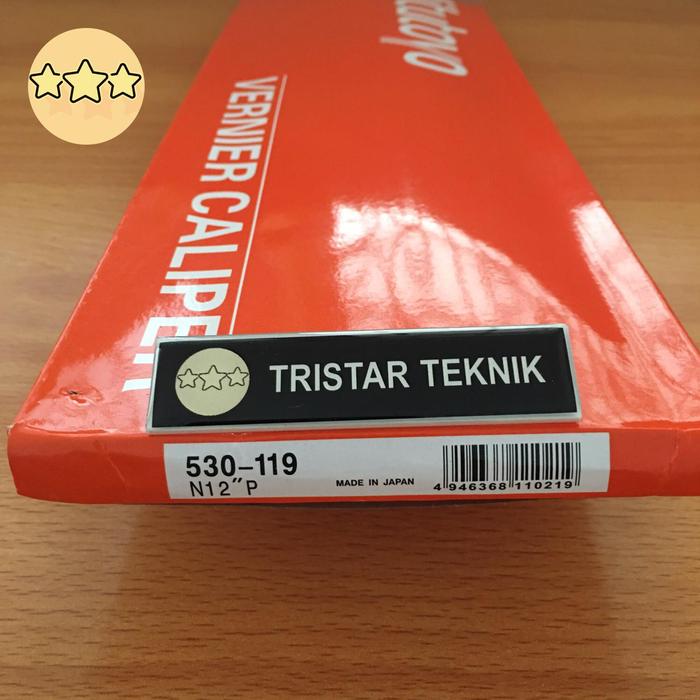 VERNIER CALIPER
TRISTAR TEKNIK
530-119
N12″P
MADE IN JAPAN
4 946368 110219